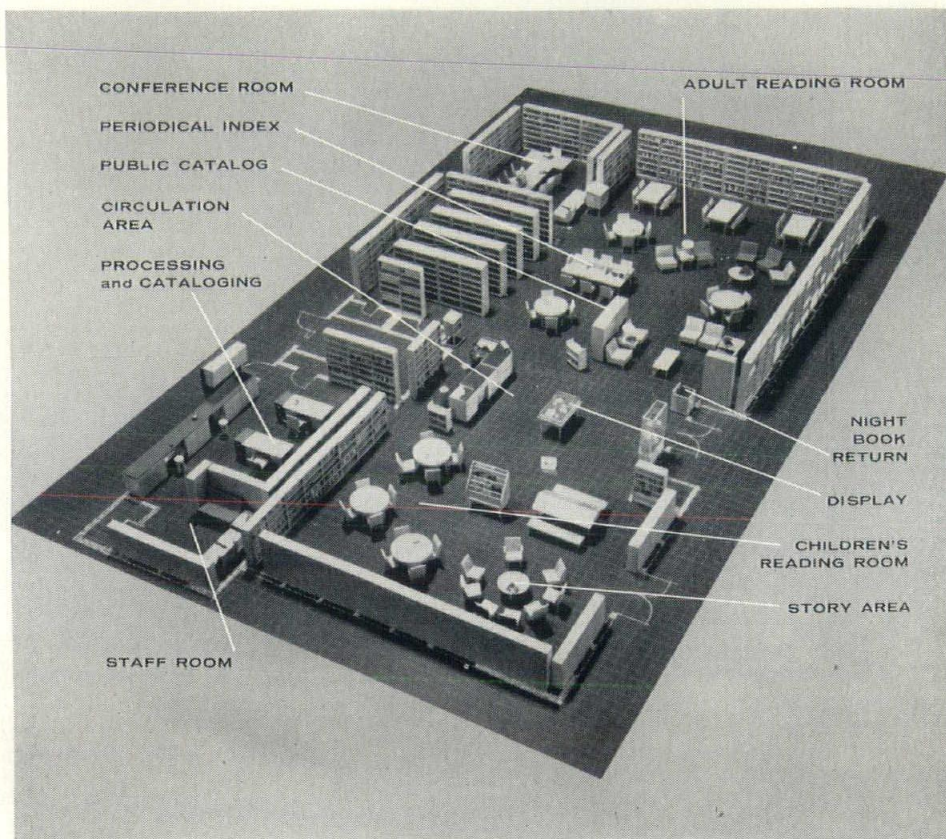 CONFERENCE ROOM
PERIODICAL INDEX
PUBLIC CATALOG
CIRCULATION
AREA
PROCESSING
and CATALOGING
STAFF ROOM
ADULT READING ROOM
NIGHT
BOOK
RETURN
DISPLAY
CHILDREN'S
READING ROOM
STORY AREA